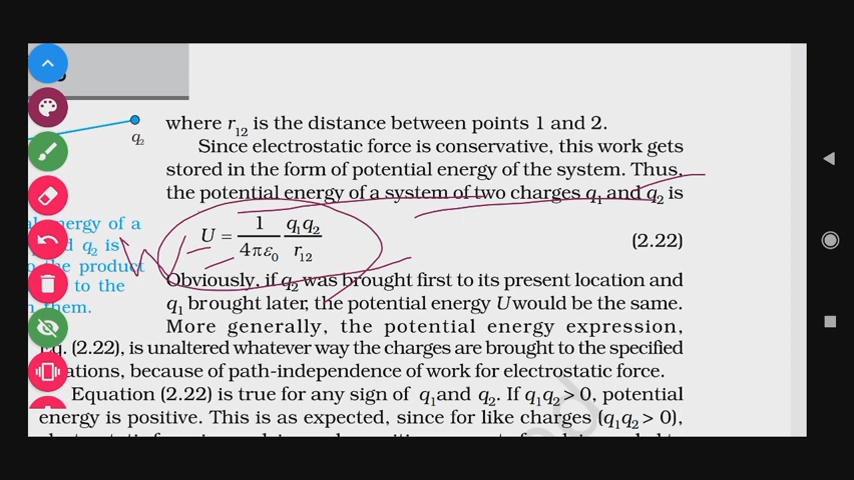 q2
where r12 is the distance between points 1 and 2.
Since electrostatic force is conservative, this work gets
stored in the form of potential energy of the system. Thus,
the potential energy of a system of two charges q1 and q2 is
U = 1/4πε0 q1q2/r12 (2.22)
Obviously, if q2 was brought first to its present location and
q1 brought later, the potential energy U would be the same.
More generally, the potential energy expression,
Eq. (2.22), is unaltered whatever way the charges are brought to the specified
because of path-independence of work for electrostatic force.
Equation (2.22) is true for any sign of q1and q2. If q1q2 > 0, potential
energy is positive. This is as expected, since for like charges (q1q2 > 0),
energy of a
q2 is
the product
to the
them.